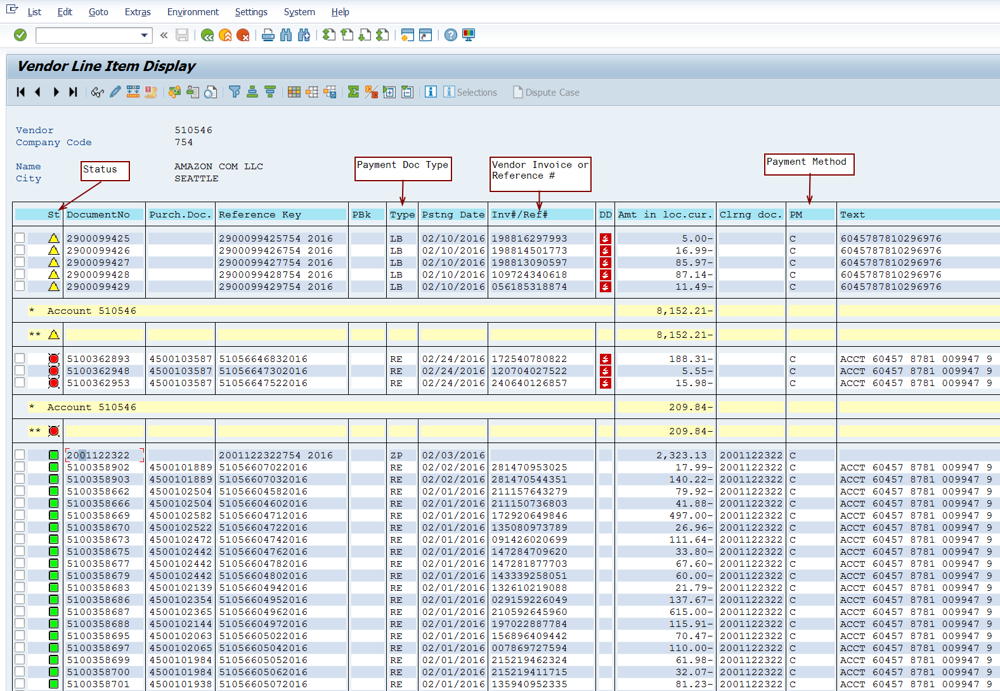 List Edit Goto Extras Environment Settings System Help
Vendor Line Item Display
Selections Dispute Case
Vendor 510546
Company Code 754
Name AMAZON COM LLC
City SEATTLE
Status
Payment Doc Type
Vendor Invoice or
Reference #
Payment Method
St DocumentNo Purch.Doc. Reference Key PBk Type Pstng Date Inv#/Ref# DD Amt in loc.cur. Clrng doc. PM Text
2900099425 2900099425754 2016 LB 02/10/2016 198816297993 5.00- C 6045787810296976
2900099426 2900099426754 2016 LB 02/10/2016 198814501773 16.99- C 6045787810296976
2900099427 2900099427754 2016 LB 02/10/2016 198813090597 85.97- C 6045787810296976
2900099428 2900099428754 2016 LB 02/10/2016 109724340618 87.14- C 6045787810296976
2900099429 2900099429754 2016 LB 02/10/2016 056185318874 11.49- C 6045787810296976
* Account 510546 8,152.21-
** 8,152.21-
5100362893 4500103587 51056646832016 RE 02/24/2016 172540780822 188.31- C ACCT 60457 8781 009947 9
5100362948 4500103587 51056647302016 RE 02/24/2016 120704027522 5.55- C ACCT 60457 8781 009947 9
5100362953 4500103587 51056647522016 RE 02/24/2016 240640126857 15.98- C ACCT 60457 8781 009947 9
* Account 510546 209.84-
** 209.84-
2001122322 2001122322754 2016 ZP 02/03/2016 2,323.13 2001122322 C
5100358902 4500101889 51056607022016 RE 02/02/2016 281470953025 17.99- 2001122322 C ACCT 60457 8781 009947 9
5100358903 4500101889 51056607032016 RE 02/02/2016 281470544351 140.22- 2001122322 C ACCT 60457 8781 009947 9
5100358662 4500102504 51056604582016 RE 02/01/2016 211157643279 79.92- 2001122322 C ACCT 60457 8781 009947 9
5100358666 4500102504 51056604602016 RE 02/01/2016 211150736803 41.88- 2001122322 C ACCT 60457 8781 009947 9
5100358669 4500102582 51056604712016 RE 02/01/2016 172920649846 497.00- 2001122322 C ACCT 60457 8781 009947 9
5100358670 4500102522 51056604722016 RE 02/01/2016 135080973789 26.96- 2001122322 C ACCT 60457 8781 009947 9
5100358673 4500102472 51056604742016 RE 02/01/2016 091426020699 111.64- 2001122322 C ACCT 60457 8781 009947 9
5100358675 4500102442 51056604762016 RE 02/01/2016 147284709620 33.80- 2001122322 C ACCT 60457 8781 009947 9
5100358677 4500102442 51056604782016 RE 02/01/2016 147281877703 67.60- 2001122322 C ACCT 60457 8781 009947 9
5100358679 4500102442 51056604802016 RE 02/01/2016 143339258051 60.00- 2001122322 C ACCT 60457 8781 009947 9
5100358683 4500102139 51056604942016 RE 02/01/2016 132610219088 21.79- 2001122322 C ACCT 60457 8781 009947 9
5100358686 4500102354 51056604952016 RE 02/01/2016 029159226049 137.67- 2001122322 C ACCT 60457 8781 009947 9
5100358687 4500102365 51056604962016 RE 02/01/2016 210592645960 615.00- 2001122322 C ACCT 60457 8781 009947 9
5100358688 4500102144 51056604972016 RE 02/01/2016 197022887784 115.91- 2001122322 C ACCT 60457 8781 009947 9
5100358695 4500102063 51056605022016 RE 02/01/2016 156896409442 70.47- 2001122322 C ACCT 60457 8781 009947 9
5100358697 4500102065 51056605042016 RE 02/01/2016 007869727594 110.00- 2001122322 C ACCT 60457 8781 009947 9
5100358699 4500101984 51056605052016 RE 02/01/2016 215219462324 61.98- 2001122322 C ACCT 60457 8781 009947 9
5100358700 4500101984 51056605062016 RE 02/01/2016 215219411715 32.07- 2001122322 C ACCT 60457 8781 009947 9
5100358701 4500101938 51056605072016 RE 02/01/2016 135940952335 81.23- 2001122322 C ACCT 60457 8781 009947 9